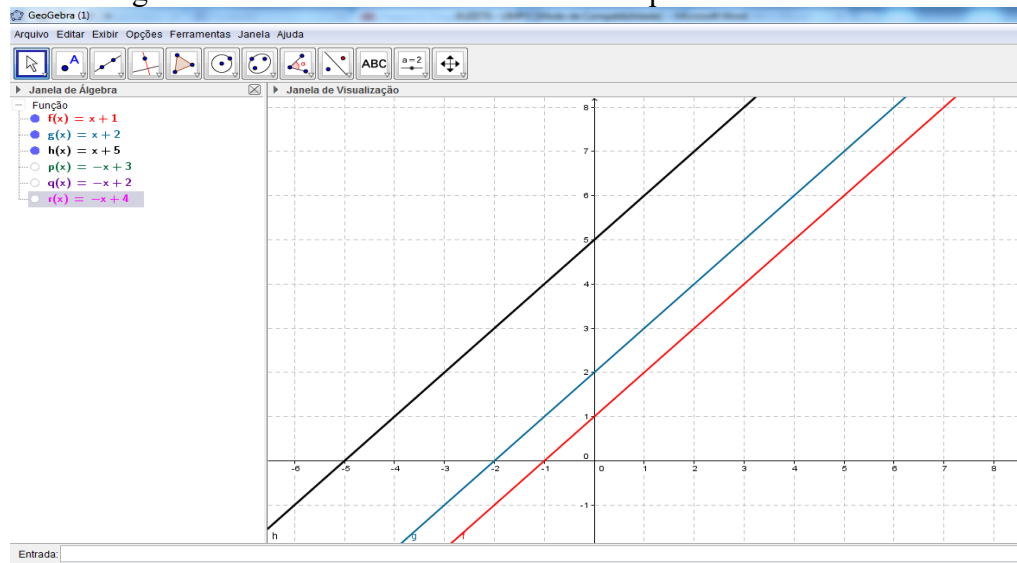 GeoGebra (1)
Arquivo Editar Exibir Opções Ferramentas Janela Ajuda
A
ABC
a=2
Janela de Álgebra
Janela de Visualização
Função
f(x) = x + 1
g(x) = x + 2
h(x) = x + 5
p(x) = −x + 3
q(x) = −x + 2
r(x) = −x + 4
8
7
6
5
4
3
2
1
0
-6 -5 -4 -3 -2 -1 0 1 2 3 4 5 6 7 8
-1
h g f
Entrada: